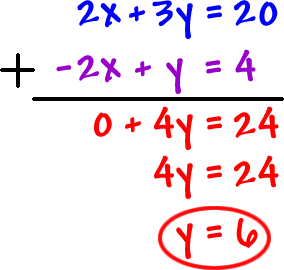 2x + 3y = 20
+ -2x + y = 4
0 + 4y = 24
4y = 24
y = 6